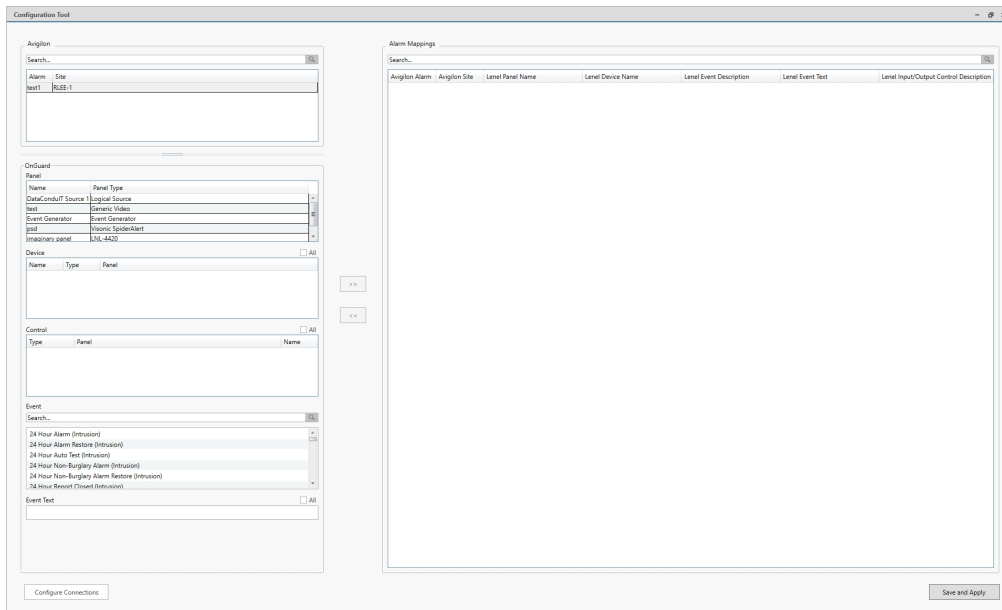 Configuration Tool
Avigilon
Search...
Alarm Site
test1 RLEE-1
OnGuard
Panel
Name Panel Type
DataConduIT Source 1 Logical Source
test Generic Video
Event Generator Event Generator
psd Visonic SpiderAlert
imaginary panel LNL-4420
Device All
Name Type Panel
Control All
Type Panel Name
Event
Search...
24 Hour Alarm (Intrusion)
24 Hour Alarm Restore (Intrusion)
24 Hour Auto Test (Intrusion)
24 Hour Non-Burglary Alarm (Intrusion)
24 Hour Non-Burglary Alarm Restore (Intrusion)
24 Hour Report Closed (Intrusion)
Event Text All
>>
<<
Alarm Mappings
Search...
Avigilon Alarm Avigilon Site Lenel Panel Name Lenel Device Name Lenel Event Description Lenel Event Text Lenel Input/Output Control Description
Configure Connections
Save and Apply